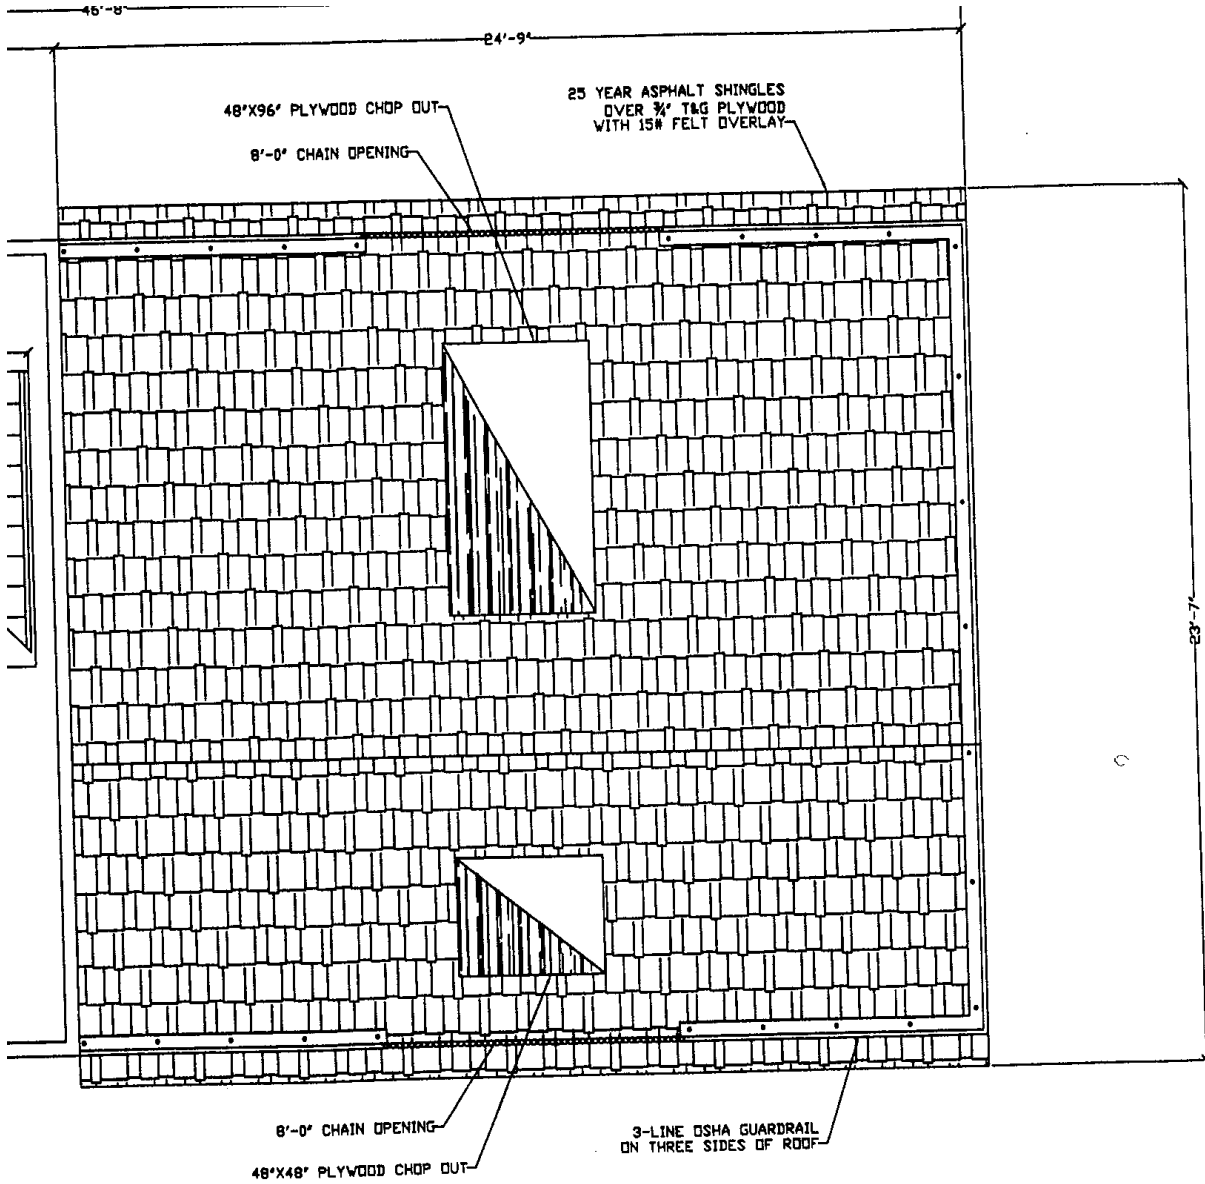 46'-8"
24'-9"
48"X96" PLYWOOD CHOP OUT
8'-0" CHAIN OPENING
25 YEAR ASPHALT SHINGLES
OVER ¾" T&G PLYWOOD
WITH 15# FELT OVERLAY
23'-7"
8'-0" CHAIN OPENING
48"X48" PLYWOOD CHOP OUT
3-LINE OSHA GUARDRAIL
ON THREE SIDES OF ROOF